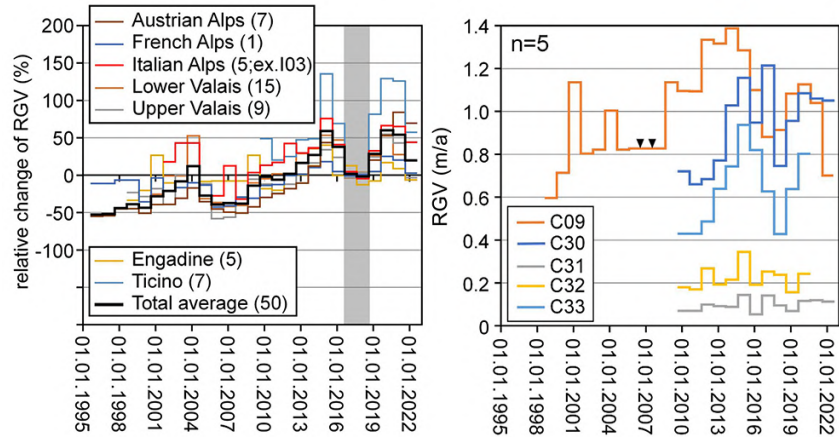 relative change of RGV (%)
200
150
100
50
0
-50
-100
Austrian Alps (7)
French Alps (1)
Italian Alps (5;ex.I03)
Lower Valais (15)
Upper Valais (9)
Engadine (5)
Ticino (7)
Total average (50)
01.01.1995
01.01.1998
01.01.2001
01.01.2004
01.01.2007
01.01.2010
01.01.2013
01.01.2016
01.01.2019
01.01.2022
RGV (m/a)
1.4
1.2
1.0
0.8
0.6
0.4
0.2
0
n=5
C09
C30
C31
C32
C33
01.01.1995
01.01.1998
01.01.2001
01.01.2004
01.01.2007
01.01.2010
01.01.2013
01.01.2016
01.01.2019
01.01.2022